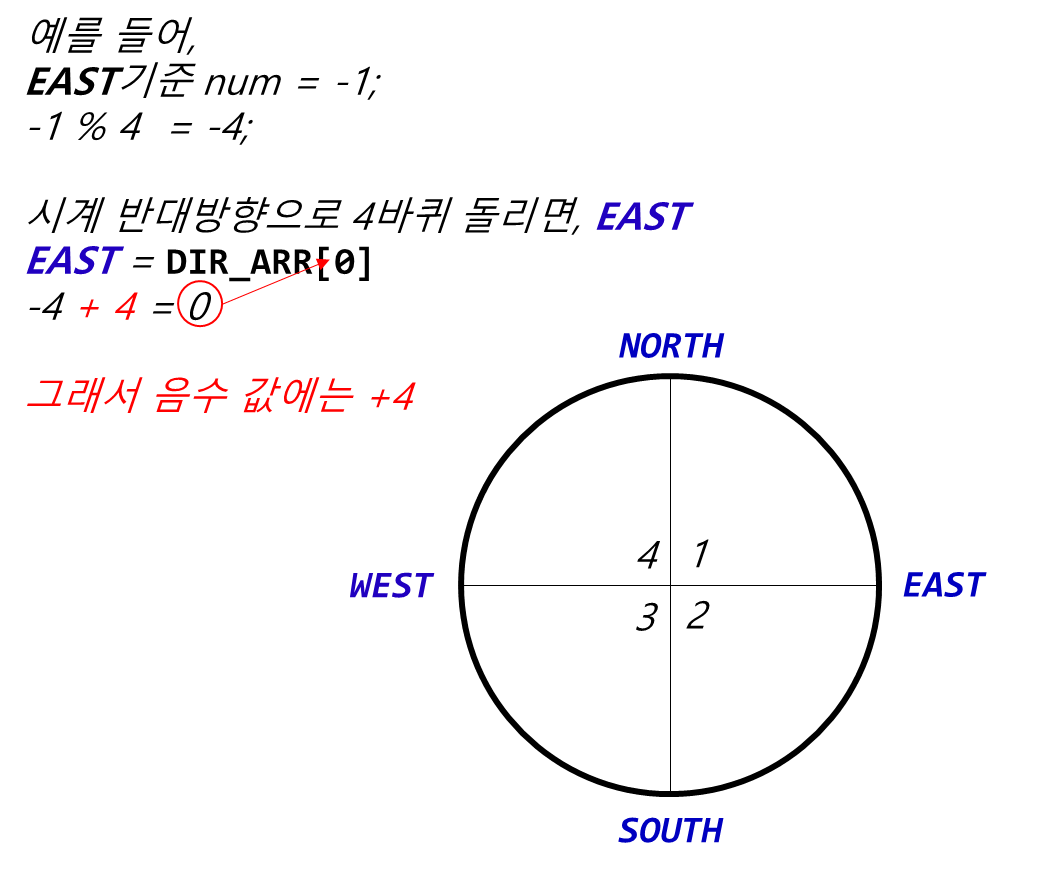 예를 들어,
EAST기준 num = -1;
-1 % 4 = -4;
시계 반대방향으로 4바퀴 돌리면, EAST
EAST = DIR_ARR[0]
-4 + 4 = 0
그래서 음수 값에는 +4
NORTH
4 1
WEST EAST
3 2
SOUTH